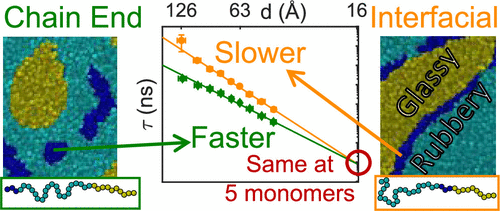 Chain End
126 d (Å) 63 16
Interfacial
Slower
τ (ns)
Faster
Same at
5 monomers
Glassy
Rubbery